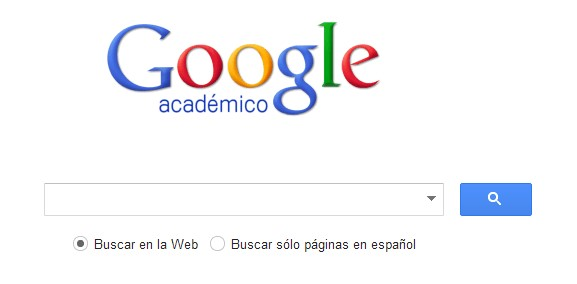 Google
académico
Buscar en la Web Buscar sólo páginas en español